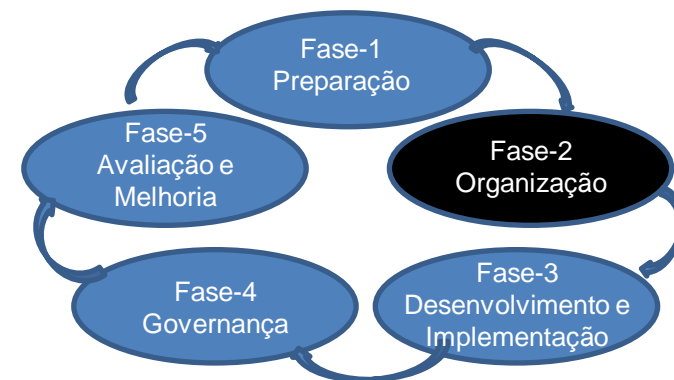 Fase-1
Preparação
Fase-2
Organização
Fase-3
Desenvolvimento e
Implementação
Fase-4
Governança
Fase-5
Avaliação e
Melhoria